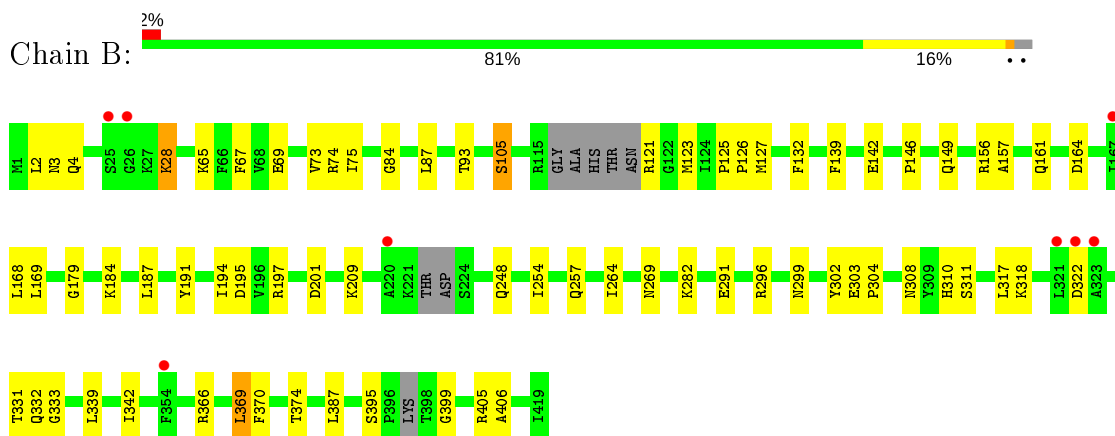 2%
Chain B:
81% 16% • •
M1 L2 N3 Q4 S25 G26 K27 K28 K65 F66 F67 V68 E69 V73 R74 I75 G84 L87 T93 S105 R115 GLY ALA HIS THR ASN R121 G122 M123 I124 P125 P126 M127 F132 F139 E142 P146 Q149 R156 A157 Q161 D164 I167
L168 L169 G179 K184 L187 Y191 I194 D195 V196 R197 D201 K209 A220 K221 THR ASP S224 Q248 I254 Q257 I264 N269 K282 E291 R296 N299 Y302 E303 P304 N308 Y309 H310 S311 L317 K318 L321 D322 A323
T331 Q332 G333 L339 I342 F354 R366 L369 F370 T374 L387 S395 P396 LYS T398 G399 R405 A406 I419